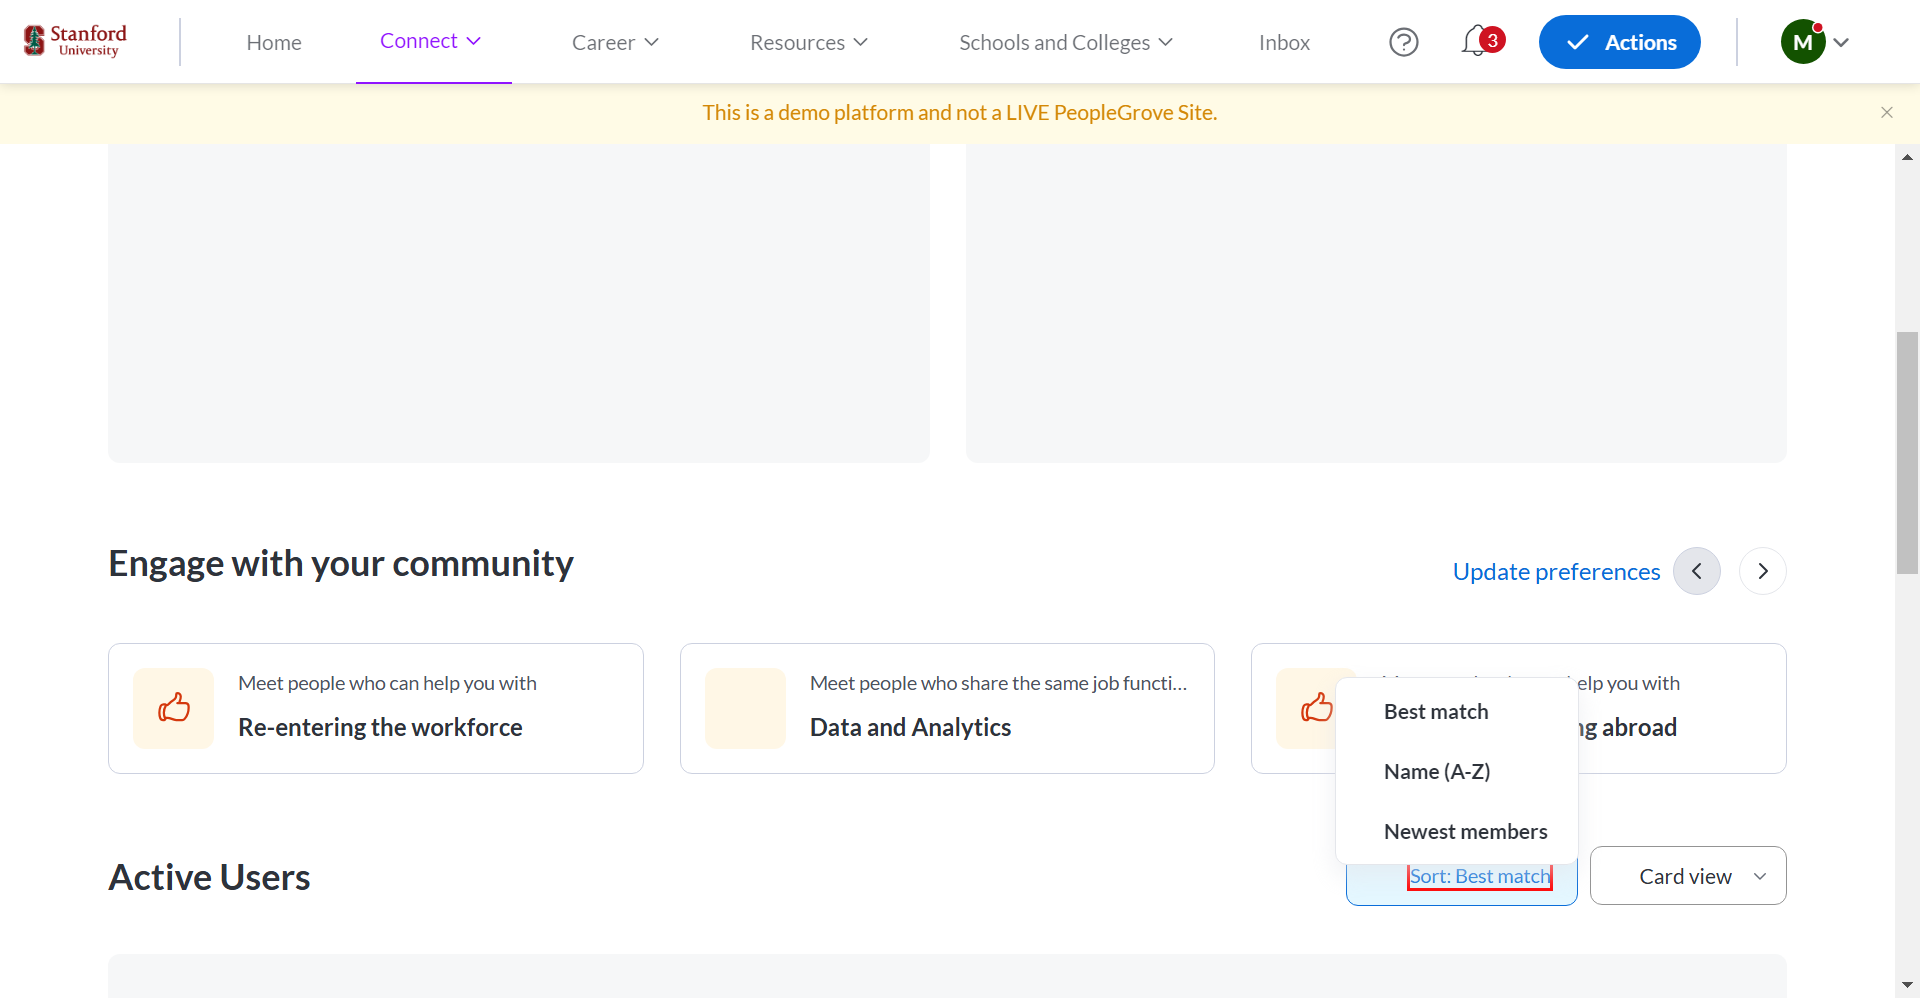 Stanford
University
Home
Connect
Career
Resources
Schools and Colleges
Inbox
3
Actions
M
This is a demo platform and not a LIVE PeopleGrove Site.
Engage with your community
Update preferences
Meet people who can help you with
Re-entering the workforce
Meet people who share the same job functi...
Data and Analytics
elp you with
ng abroad
Best match
Name (A-Z)
Newest members
Active Users
Sort: Best match
Card view